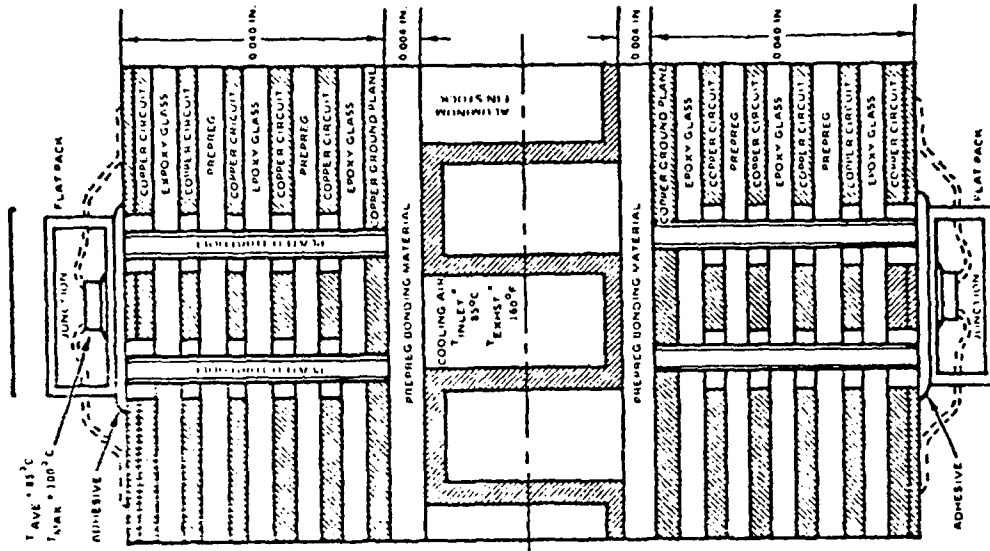 0.040 IN.
0.004 IN.
0.004 IN.
0.040 IN.
FLAT PACK
COPPER CIRCUIT
EPOXY GLASS
COPPER CIRCUIT
PREPREG
COPPER CIRCUIT
EPOXY GLASS
COPPER CIRCUIT
PREPREG
COPPER CIRCUIT
EPOXY GLASS
COPPER GROUND PLANE
ALUMINUM
FIN STOCK
COPPER GROUND PLANE
EPOXY GLASS
COPPER CIRCUIT
PREPREG
COPPER CIRCUIT
EPOXY GLASS
COPPER CIRCUIT
PREPREG
COPPER CIRCUIT
EPOXY GLASS
COPPER CIRCUIT
FLAT PACK
JUNCTION
PREPREG BONDING MATERIAL
COOLING AIR
T INLET =
85°C
T EXHST =
160°F
PREPREG BONDING MATERIAL
JUNCTION
T AVE = 85°C
T MAX = 100°C
ADHESIVE
ADHESIVE